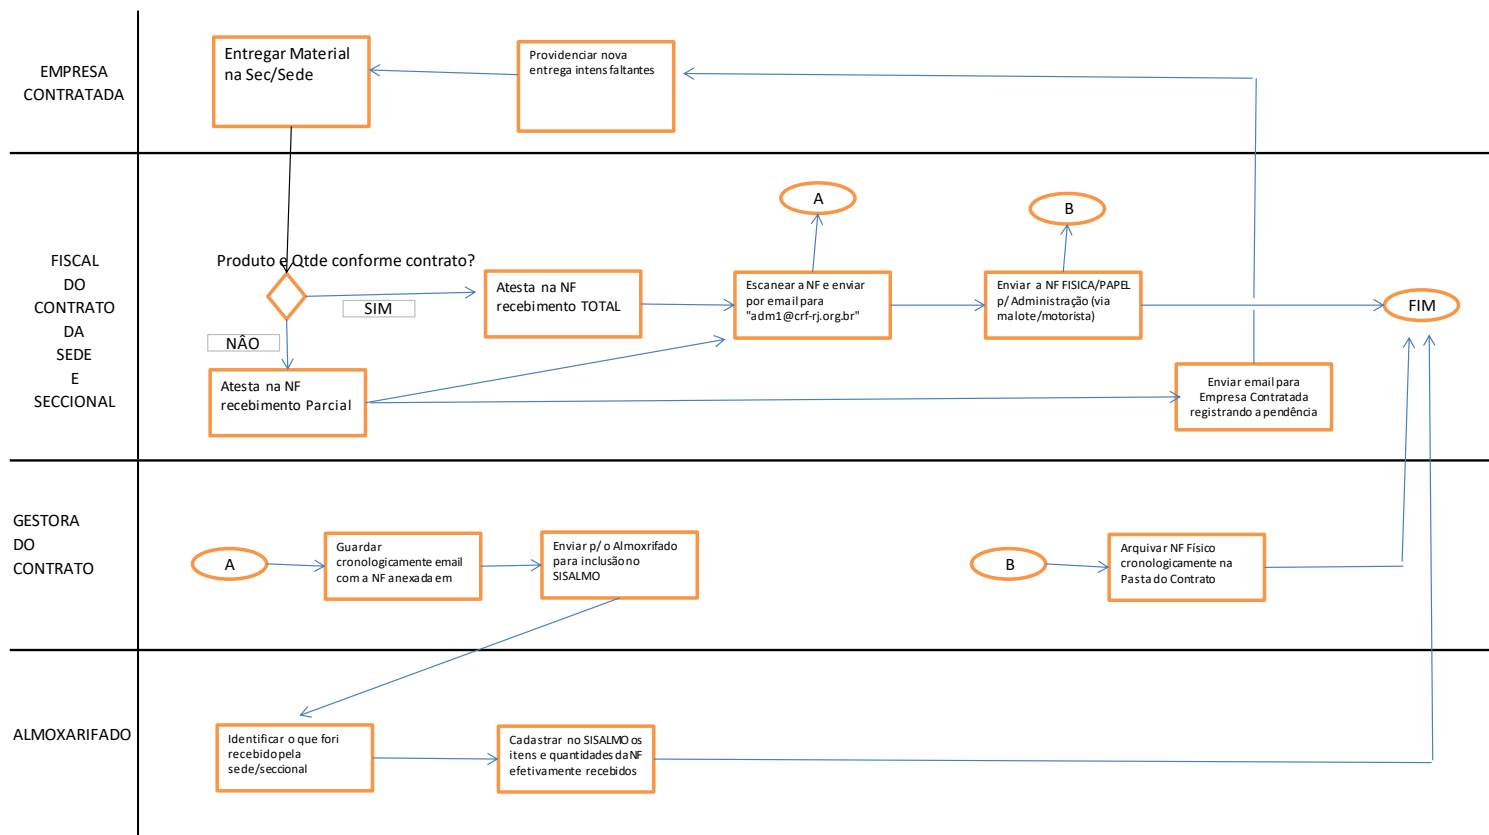 EMPRESA
CONTRATADA
Entregar Material
na Sec/Sede
Providenciar nova
entrega intens faltantes
FISCAL
DO
CONTRATO
DA
SEDE
E
SECCIONAL
A
B
Produto e Qtde conforme contrato?
SIM
NÂO
Atesta na NF
recebimento TOTAL
Escanear a NF e enviar
por email para
"adm1@crf-rj.org.br"
Enviar a NF FISICA/PAPEL
p/ Administração (via
malote/motorista)
FIM
Atesta na NF
recebimento Parcial
Enviar email para
Empresa Contratada
registrando a pendência
GESTORA
DO
CONTRATO
A
Guardar
cronologicamente email
com a NF anexada em
Enviar p/ o Almoxrifado
para inclusão no
SISALMO
B
Arquivar NF Físico
cronologicamente na
Pasta do Contrato
ALMOXARIFADO
Identificar o que fori
recebido pela
sede/seccional
Cadastrar no SISALMO os
itens e quantidades da NF
efetivamente recebidos